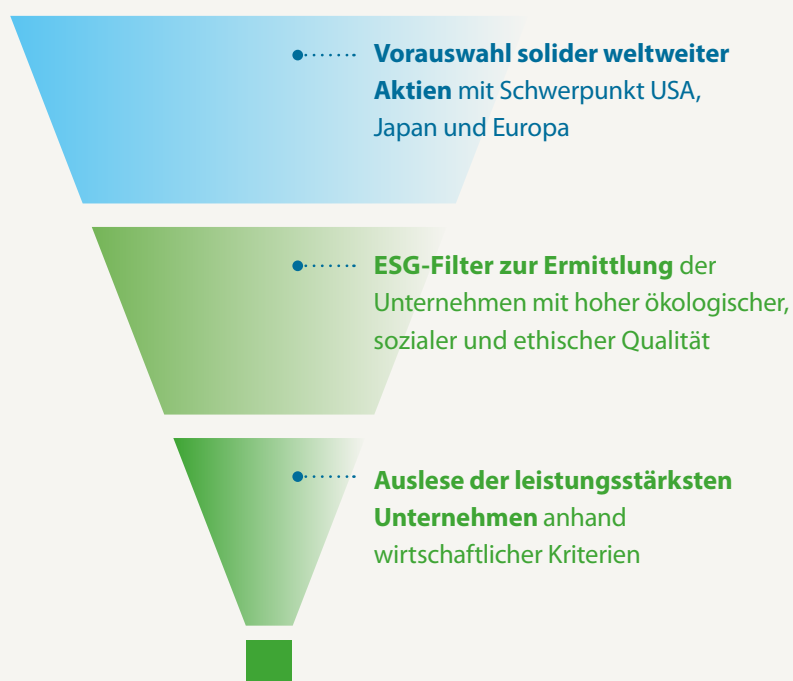 Vorauswahl solider weltweiter
Aktien mit Schwerpunkt USA,
Japan und Europa
ESG-Filter zur Ermittlung der
Unternehmen mit hoher ökologischer,
sozialer und ethischer Qualität
Auslese der leistungsstärksten
Unternehmen anhand
wirtschaftlicher Kriterien